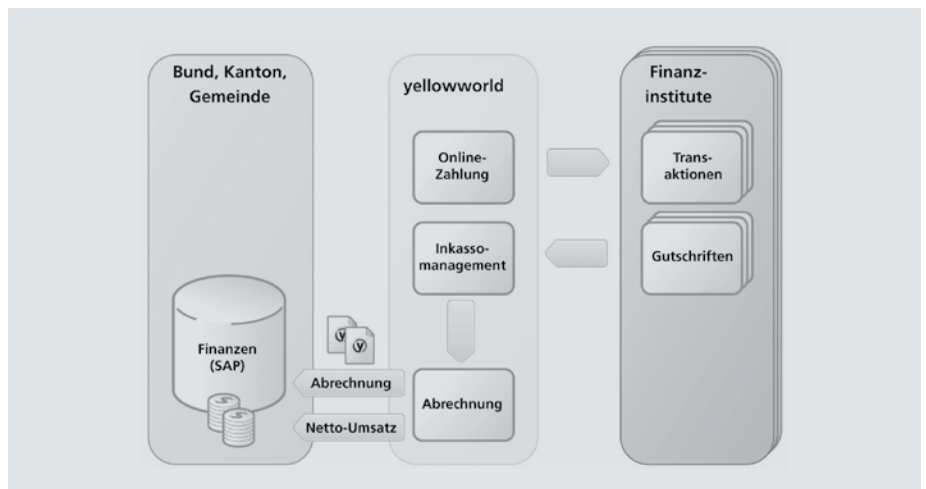 Bund, Kanton,
Gemeinde
Finanzen
(SAP)
yellowworld
Online-
Zahlung
Inkasso-
management
y
y
Abrechnung
Netto-Umsatz
Abrechnung
Finanz-
institute
Trans-
aktionen
Gutschriften